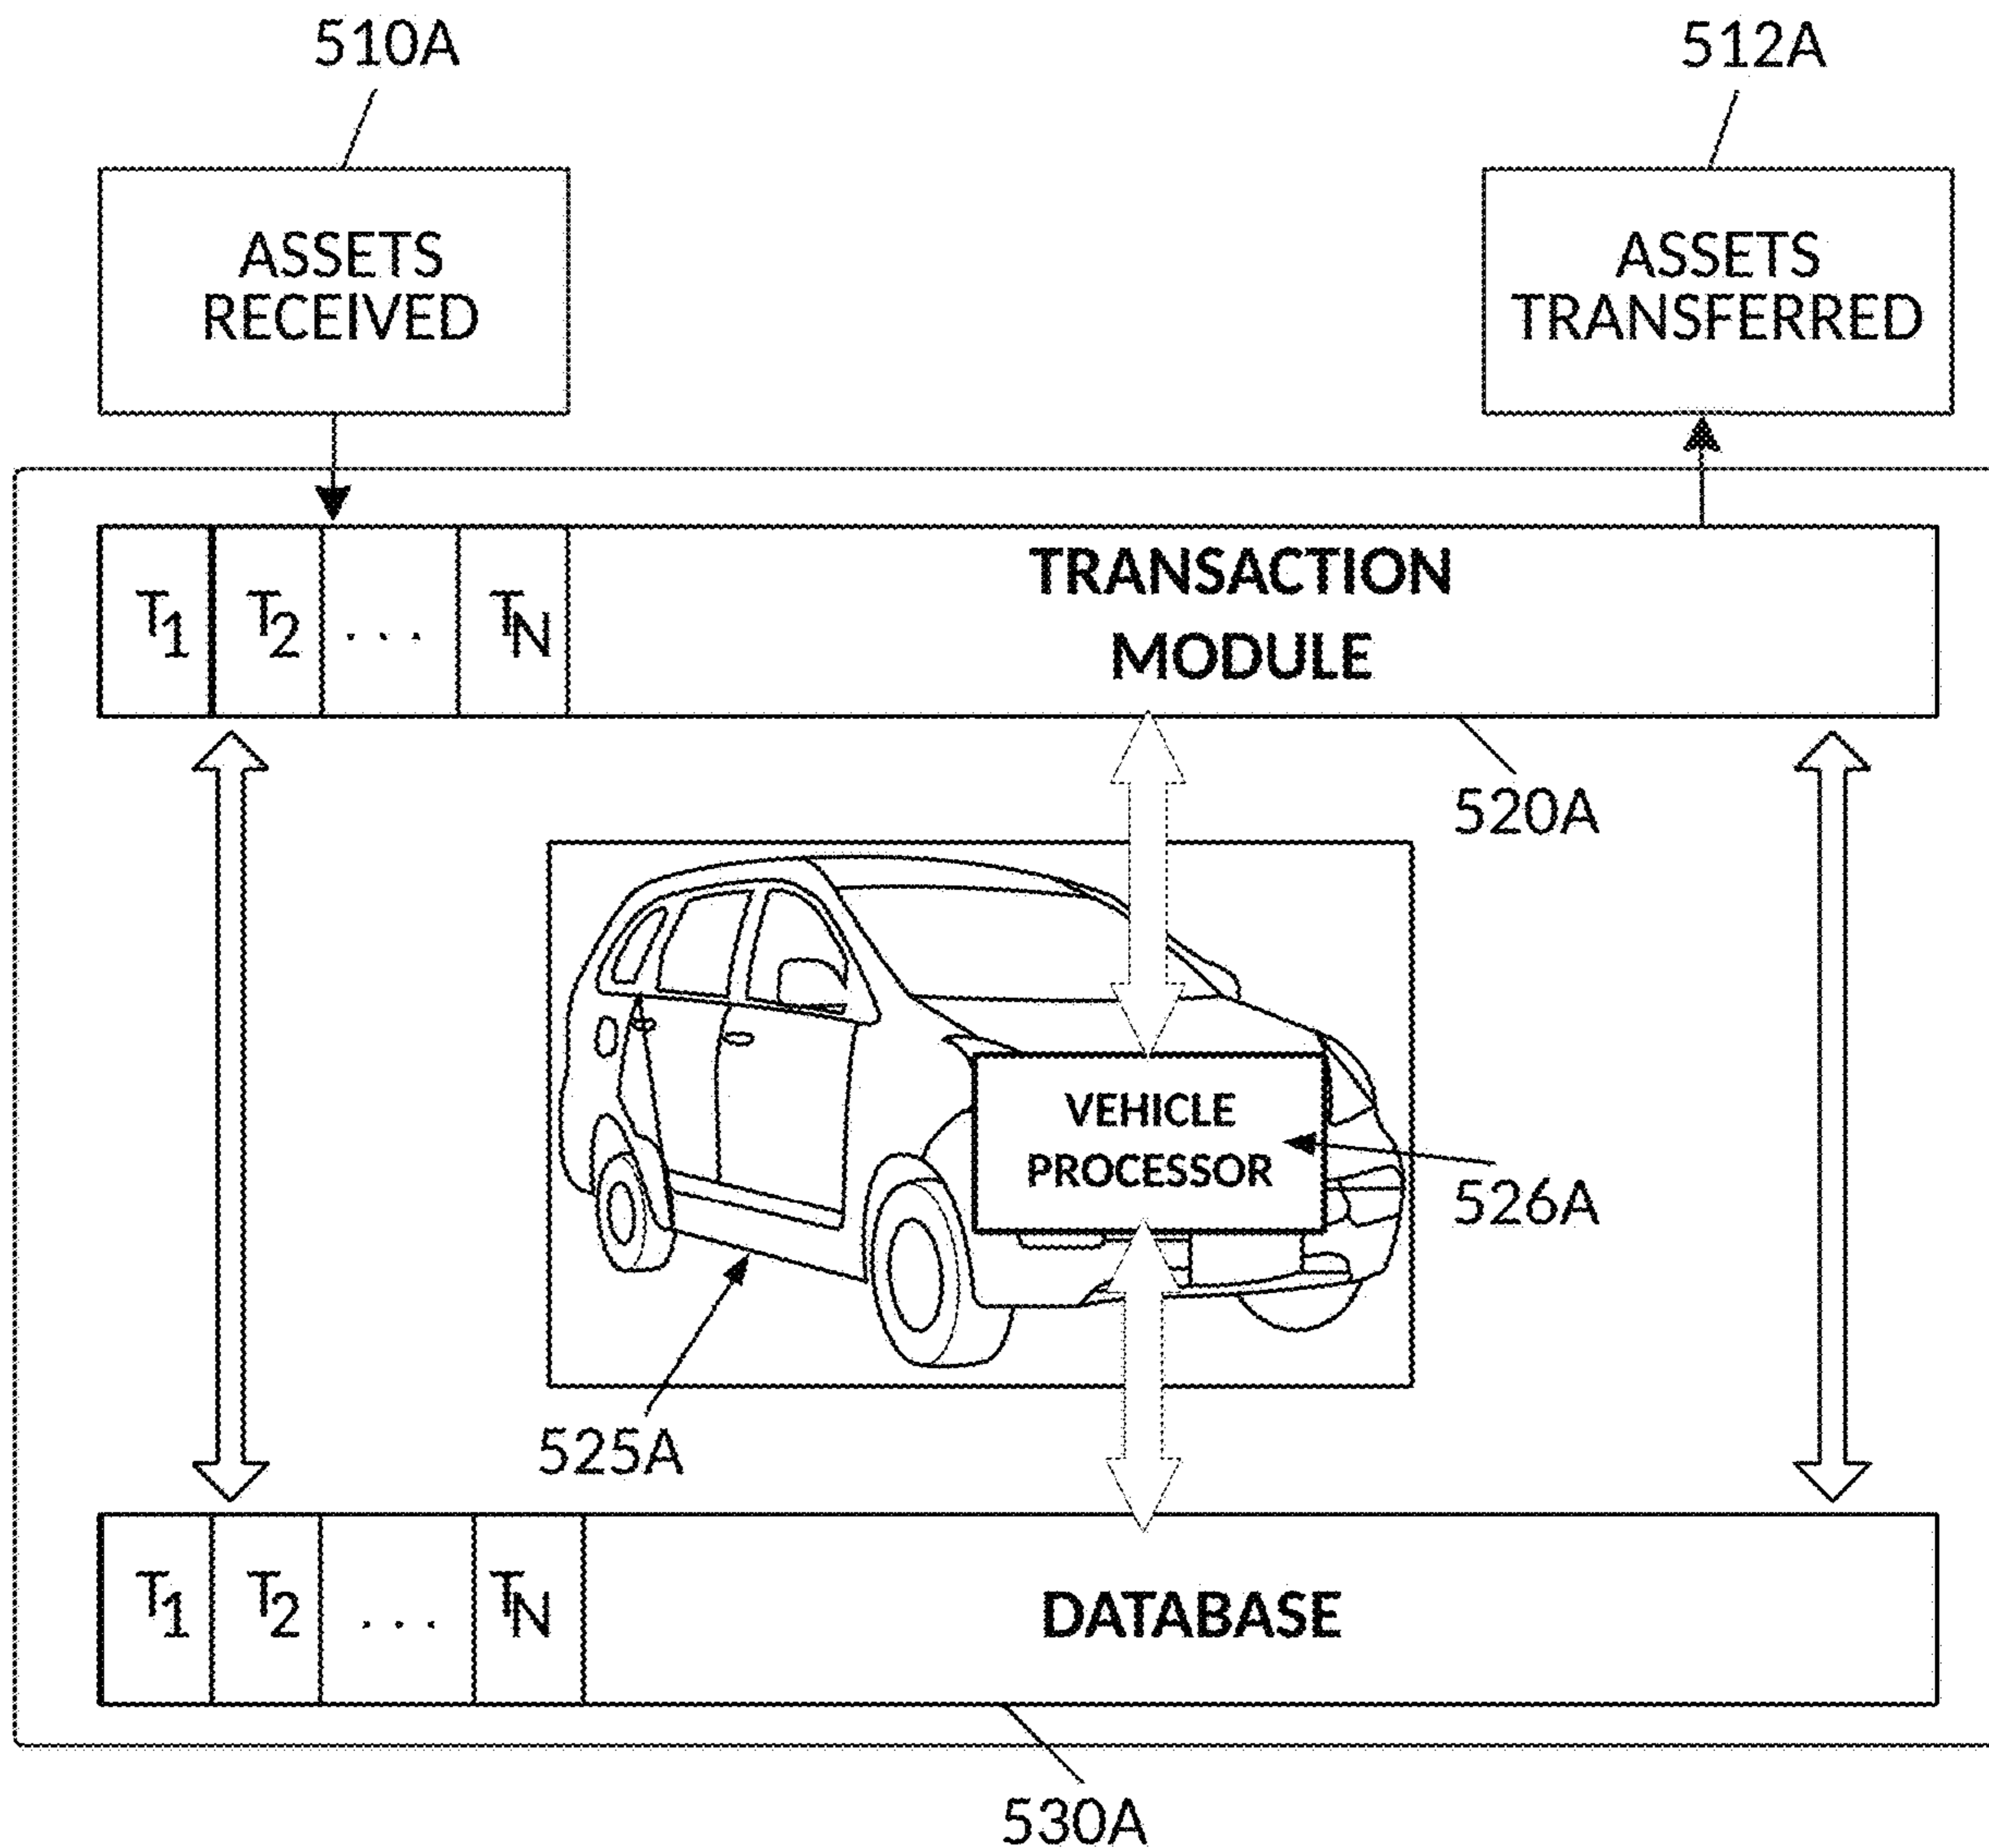 510A
512A
ASSETS
RECEIVED
ASSETS
TRANSFERRED
T1 T2 ... TN
TRANSACTION
MODULE
520A
VEHICLE
PROCESSOR
526A
525A
T1 T2 ... TN
DATABASE
530A